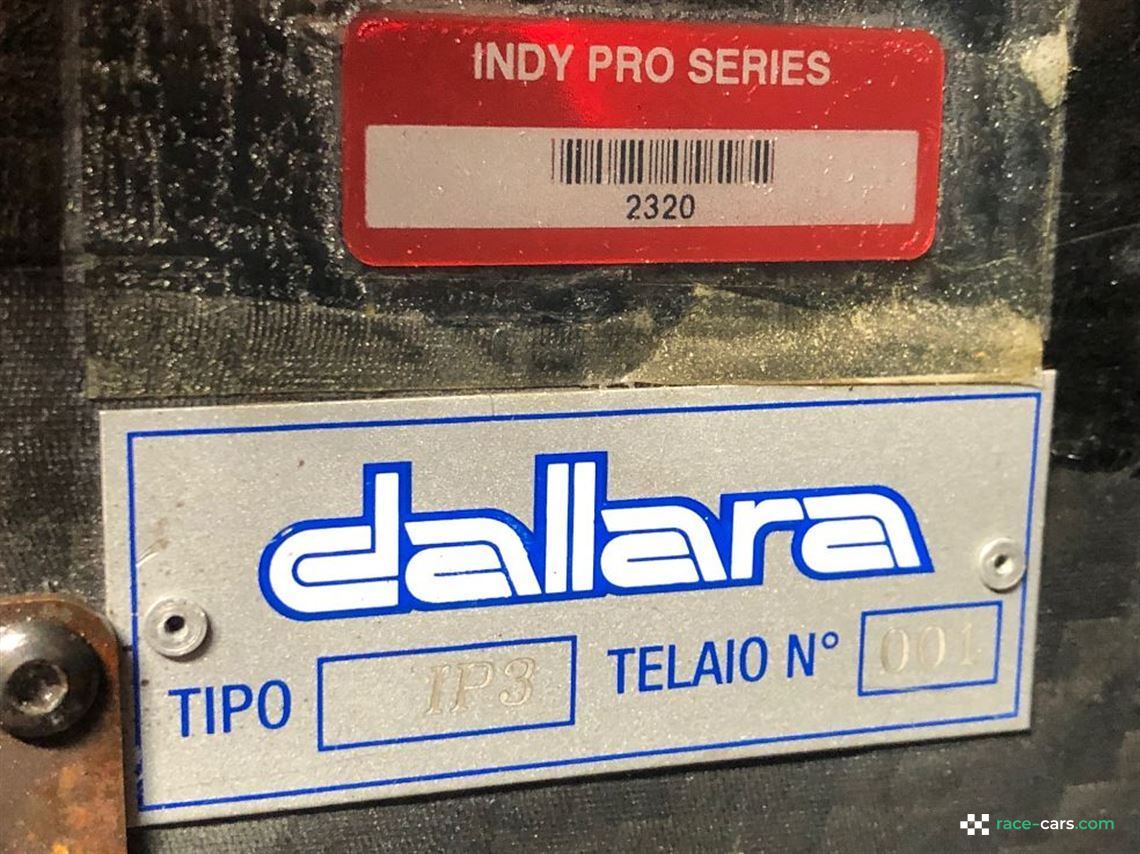 INDY PRO SERIES
2320
dallara
TIPO IP3 TELAIO N° 001
race-cars.com